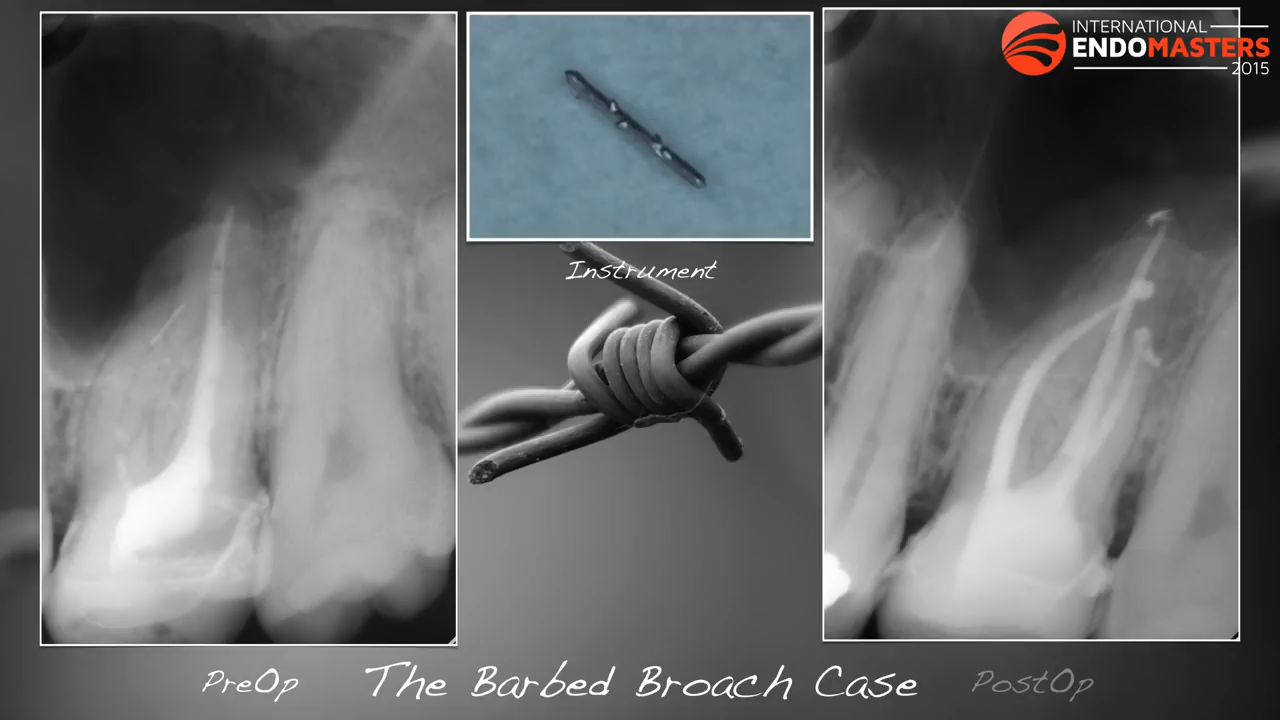 INTERNATIONAL
ENDOMASTERS
2015
Instrument
PreOp
The Barbed Broach Case
PostOp